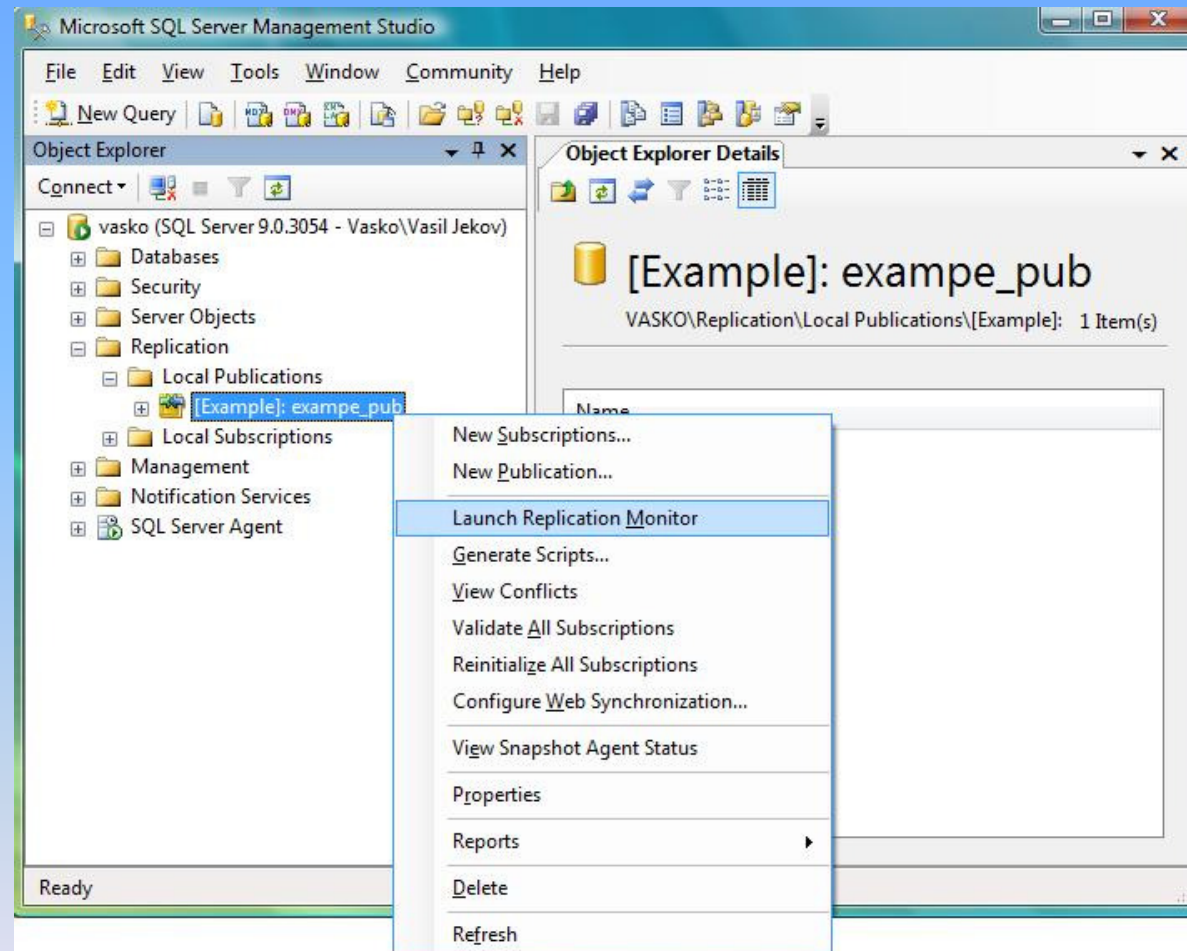 Microsoft SQL Server Management Studio
File Edit View Tools Window Community Help
New Query
Object Explorer
Connect
vasko (SQL Server 9.0.3054 - Vasko\Vasil Jekov)
Databases
Security
Server Objects
Replication
Local Publications
[Example]: exampe_pub
Local Subscriptions
Management
Notification Services
SQL Server Agent
Object Explorer Details
[Example]: exampe_pub
VASKO\Replication\Local Publications\[Example]: 1 Item(s)
Name
New Subscriptions...
New Publication...
Launch Replication Monitor
Generate Scripts...
View Conflicts
Validate All Subscriptions
Reinitialize All Subscriptions
Configure Web Synchronization...
View Snapshot Agent Status
Properties
Reports
Delete
Refresh
Ready